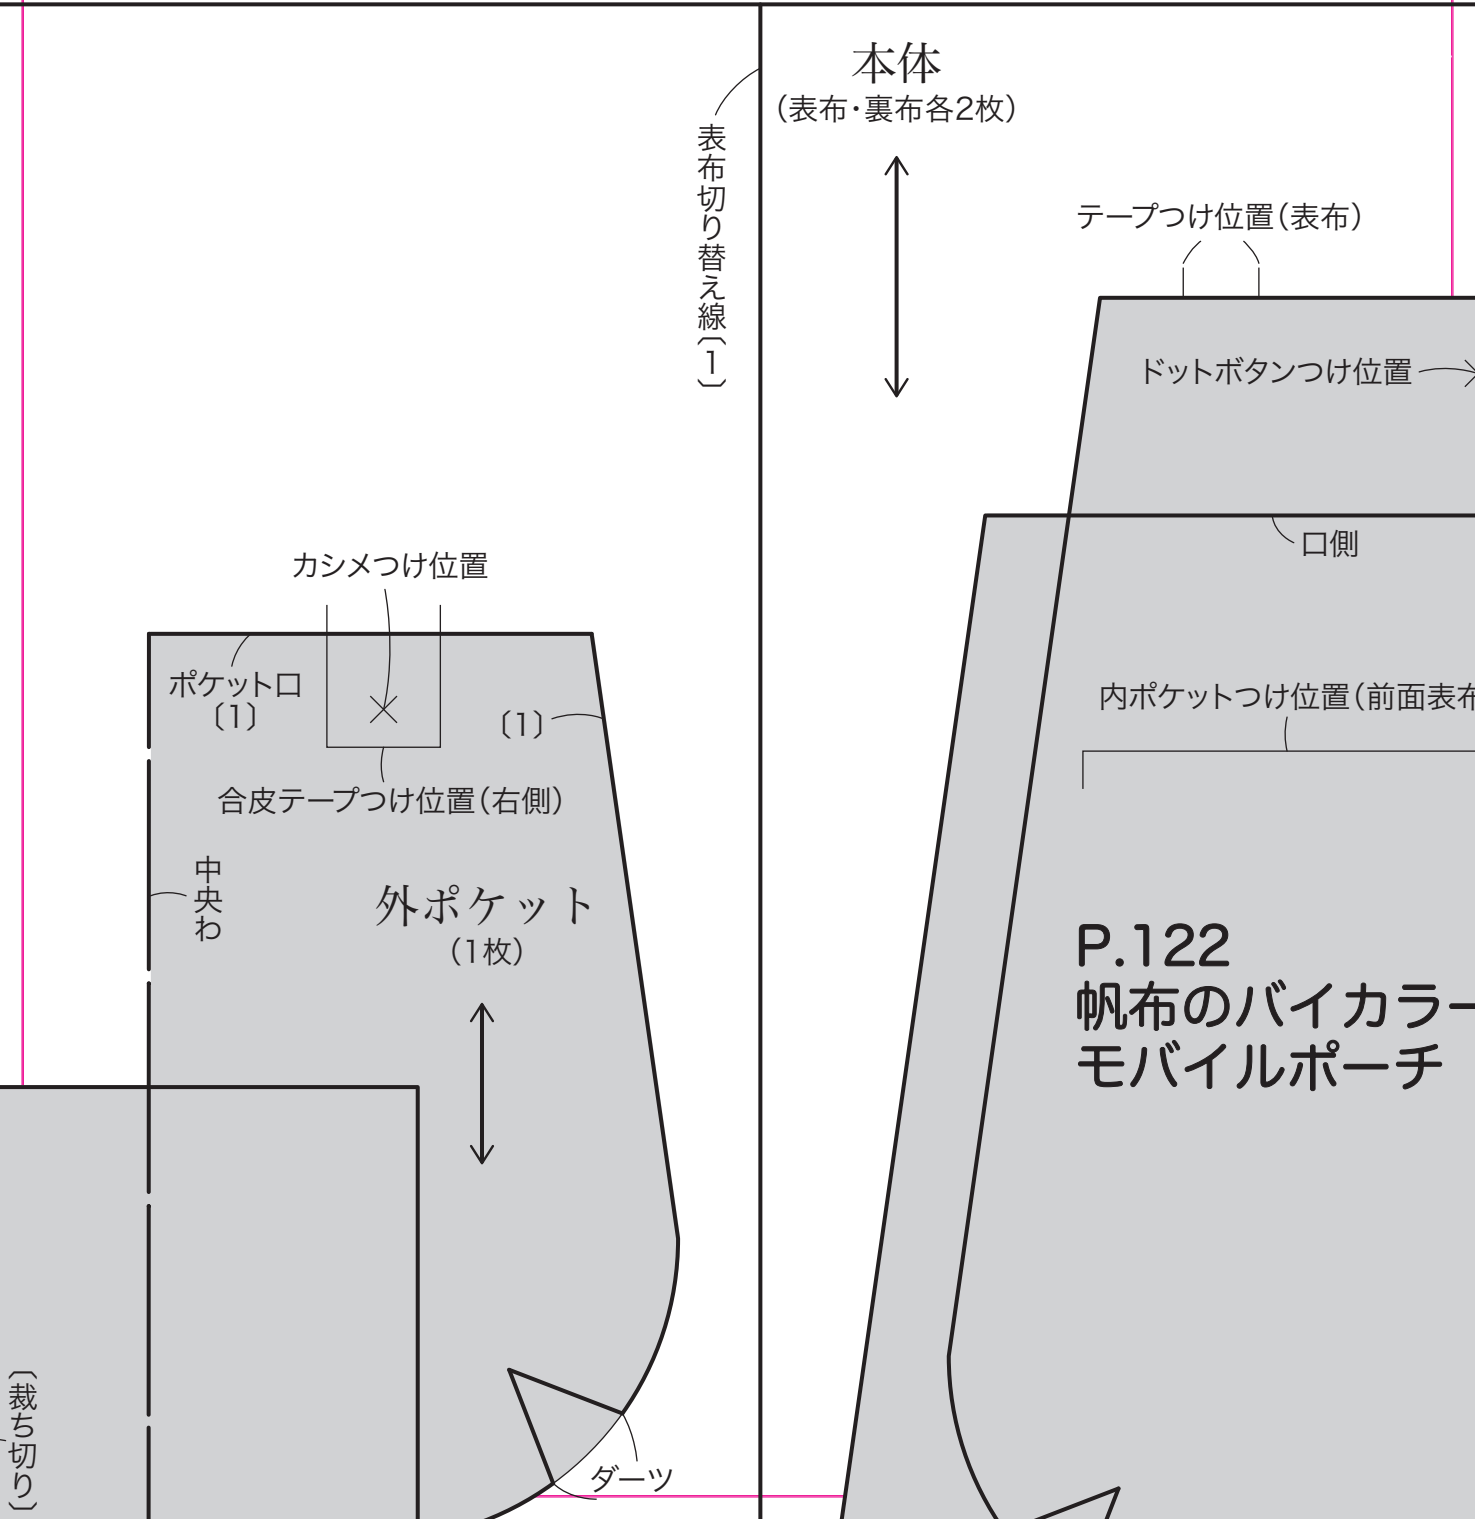 本体
（表布・裏布各2枚）
表布切り替え線〔1〕
テープつけ位置（表布）
ドットボタンつけ位置
口側
カシメつけ位置
ポケット口
〔1〕
〔1〕
合皮テープつけ位置（右側）
内ポケットつけ位置（前面表布
中央わ
外ポケット
（1枚）
P.122
帆布のバイカラー
モバイルポーチ
〔裁ち切り〕
ダーツ